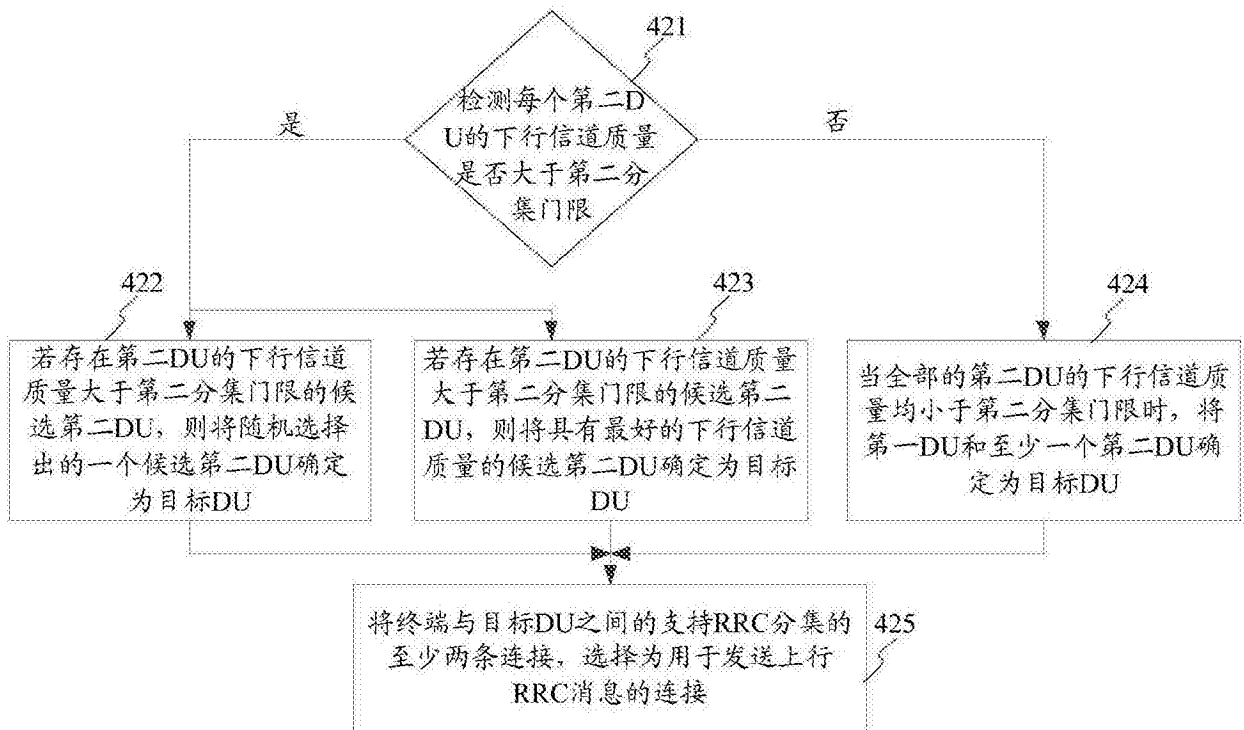 421
检测每个第二D
U的下行信道质量
是否大于第二分
集门限
是
否
422
若存在第二DU的下行信道
质量大于第二分集门限的候
选第二DU，则将随机选择
出的一个候选第二DU确定
为目标DU
423
若存在第二DU的下行信道质量
大于第二分集门限的候选第二
DU，则将具有最好的下行信道
质量的候选第二DU确定为目标
DU
424
当全部的第二DU的下行信道质
量均小于第二分集门限时，将
第一DU和至少一个第二DU确
定为目标DU
将终端与目标DU之间的支持RRC分集的
至少两条连接，选择为用于发送上行
RRC消息的连接
425